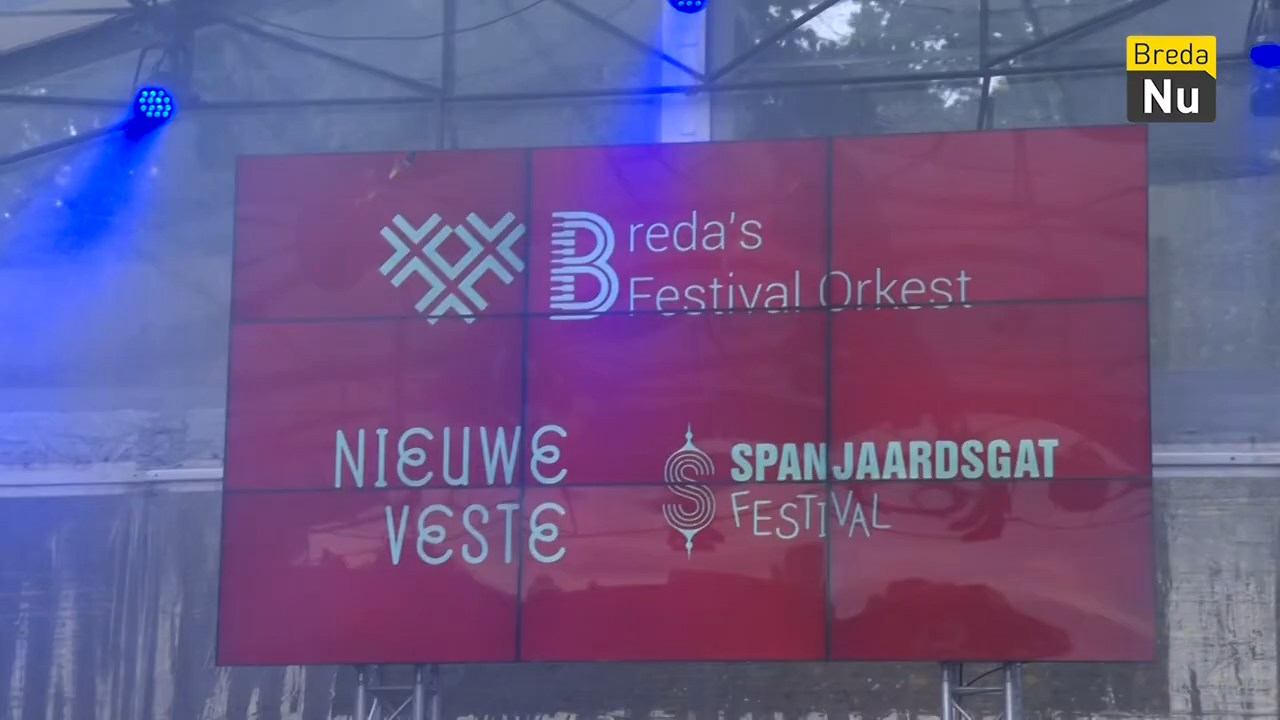 Breda
Nu
Breda's
Festival Orkest
NIEUWE
VESTE
SPANJAARDSGAT
FESTIVAL